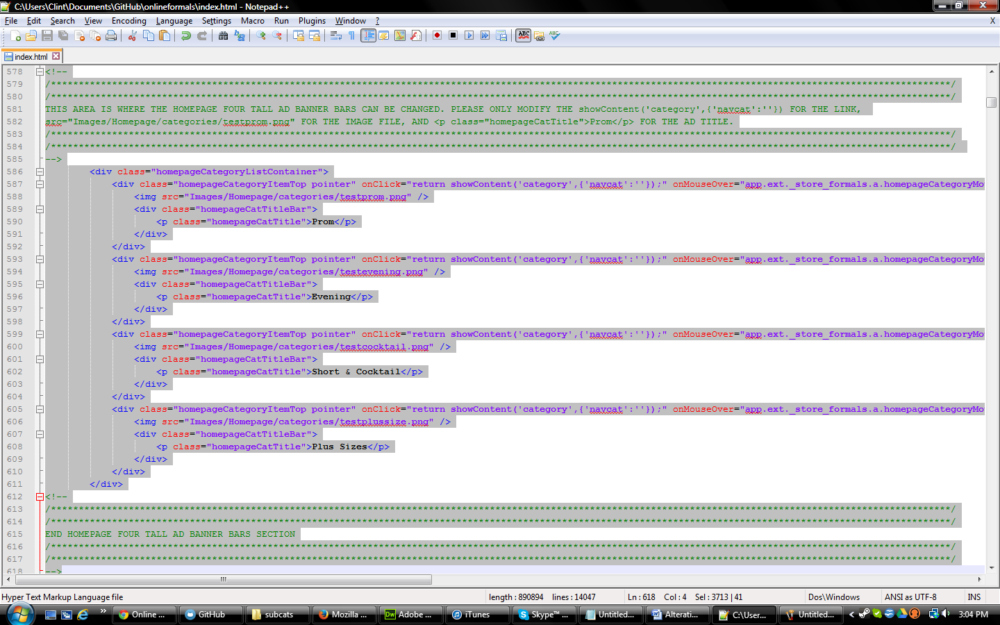 C:\Users\Clint\Documents\GitHub\onlineformals\index.html - Notepad++
File Edit Search View Encoding Language Settings Macro Run Plugins Window ? X
index.html
578 <!--
579 /******************************************************************************************************************************************************************/
580 /******************************************************************************************************************************************************************/
581 THIS AREA IS WHERE THE HOMEPAGE FOUR TALL AD BANNER BARS CAN BE CHANGED. PLEASE ONLY MODIFY THE showContent('category',{'navcat':''}) FOR THE LINK,
582 src="Images/Homepage/categories/testprom.png" FOR THE IMAGE FILE, AND <p class="homepageCatTitle">Prom</p> FOR THE AD TITLE.
583 /******************************************************************************************************************************************************************/
584 /******************************************************************************************************************************************************************/
585 -->
586 <div class="homepageCategoryListContainer">
587 <div class="homepageCategoryItemTop pointer" onClick="return showContent('category',{'navcat':''});" onMouseOver="app.ext._store_formals.a.homepageCategoryMo
588 <img src="Images/Homepage/categories/testprom.png" />
589 <div class="homepageCatTitleBar">
590 <p class="homepageCatTitle">Prom</p>
591 </div>
592 </div>
593 <div class="homepageCategoryItemTop pointer" onClick="return showContent('category',{'navcat':''});" onMouseOver="app.ext._store_formals.a.homepageCategoryMo
594 <img src="Images/Homepage/categories/testevening.png" />
595 <div class="homepageCatTitleBar">
596 <p class="homepageCatTitle">Evening</p>
597 </div>
598 </div>
599 <div class="homepageCategoryItemTop pointer" onClick="return showContent('category',{'navcat':''});" onMouseOver="app.ext._store_formals.a.homepageCategoryMo
600 <img src="Images/Homepage/categories/testcocktail.png" />
601 <div class="homepageCatTitleBar">
602 <p class="homepageCatTitle">Short & Cocktail</p>
603 </div>
604 </div>
605 <div class="homepageCategoryItemTop pointer" onClick="return showContent('category',{'navcat':''});" onMouseOver="app.ext._store_formals.a.homepageCategoryMo
606 <img src="Images/Homepage/categories/testplussize.png" />
607 <div class="homepageCatTitleBar">
608 <p class="homepageCatTitle">Plus Sizes</p>
609 </div>
610 </div>
611 </div>
612 <!--
613 /******************************************************************************************************************************************************************/
614 /******************************************************************************************************************************************************************/
615 END HOMEPAGE FOUR TALL AD BANNER BARS SECTION
616 /******************************************************************************************************************************************************************/
617 /******************************************************************************************************************************************************************/
618 -->
Hyper Text Markup Language file length : 890894 lines : 14047 Ln : 618 Col : 4 Sel : 3713 | 41 Dos\Windows ANSI as UTF-8 INS
» Online ... GitHub subcats Mozilla ... Dw Adobe ... iTunes Skype™ ... Untitled... Alterati... C:\User... Untitled... < 3:04 PM